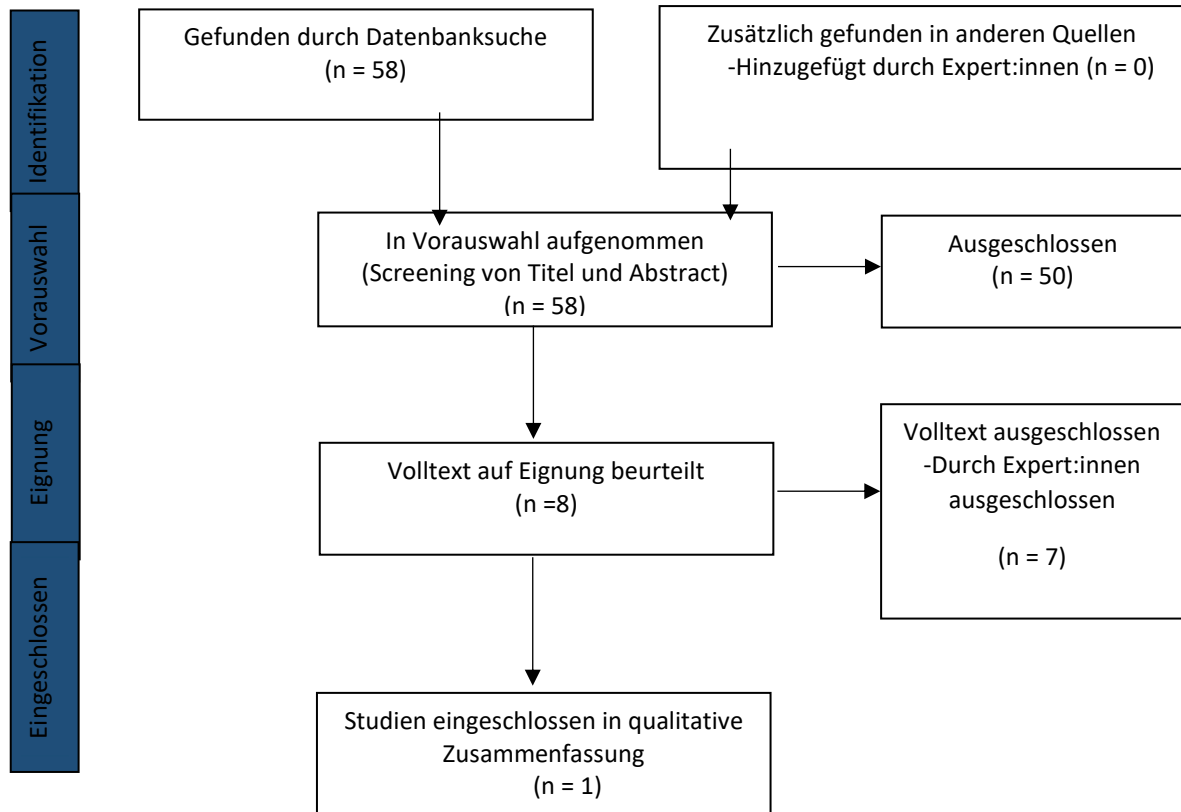 Identifikation
Gefunden durch Datenbanksuche
(n = 58)
Zusätzlich gefunden in anderen Quellen
-Hinzugefügt durch Expert:innen (n = 0)
Vorauswahl
In Vorauswahl aufgenommen
(Screening von Titel und Abstract)
(n = 58)
Ausgeschlossen
(n = 50)
Eignung
Volltext auf Eignung beurteilt
(n =8)
Volltext ausgeschlossen
-Durch Expert:innen
ausgeschlossen
(n = 7)
Eingeschlossen
Studien eingeschlossen in qualitative
Zusammenfassung
(n = 1)